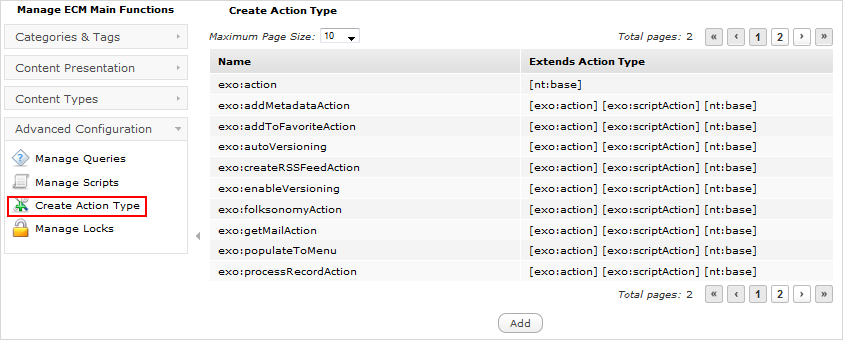 Manage ECM Main Functions
Categories & Tags
Content Presentation
Content Types
Advanced Configuration
Manage Queries
Manage Scripts
Create Action Type
Manage Locks
Create Action Type
Maximum Page Size: 10 Total pages: 2 « ‹ 1 2 › »
Name Extends Action Type
exo:action [nt:base]
exo:addMetadataAction [exo:action] [exo:scriptAction] [nt:base]
exo:addToFavoriteAction [exo:action] [exo:scriptAction] [nt:base]
exo:autoVersioning [exo:action] [exo:scriptAction] [nt:base]
exo:createRSSFeedAction [exo:action] [exo:scriptAction] [nt:base]
exo:enableVersioning [exo:action] [exo:scriptAction] [nt:base]
exo:folksonomyAction [exo:action] [exo:scriptAction] [nt:base]
exo:getMailAction [exo:action] [exo:scriptAction] [nt:base]
exo:populateToMenu [exo:action] [exo:scriptAction] [nt:base]
exo:processRecordAction [exo:action] [exo:scriptAction] [nt:base]
Total pages: 2 « ‹ 1 2 › »
Add